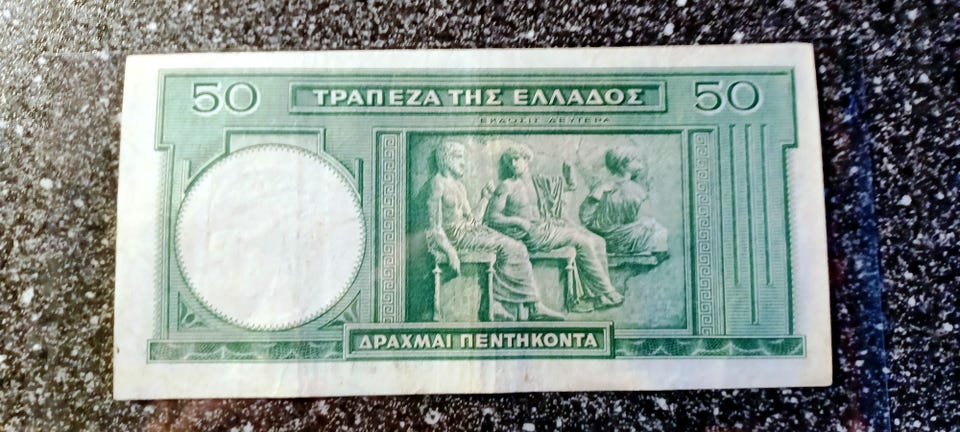 50 ΤΡΑΠΕΖΑ ΤΗΣ ΕΛΛΑΔΟΣ 50
ΕΚΔΟΣΙΣ ΔΕΥΤΕΡΑ
ΔΡΑΧΜΑΙ ΠΕΝΤΗΚΟΝΤΑ